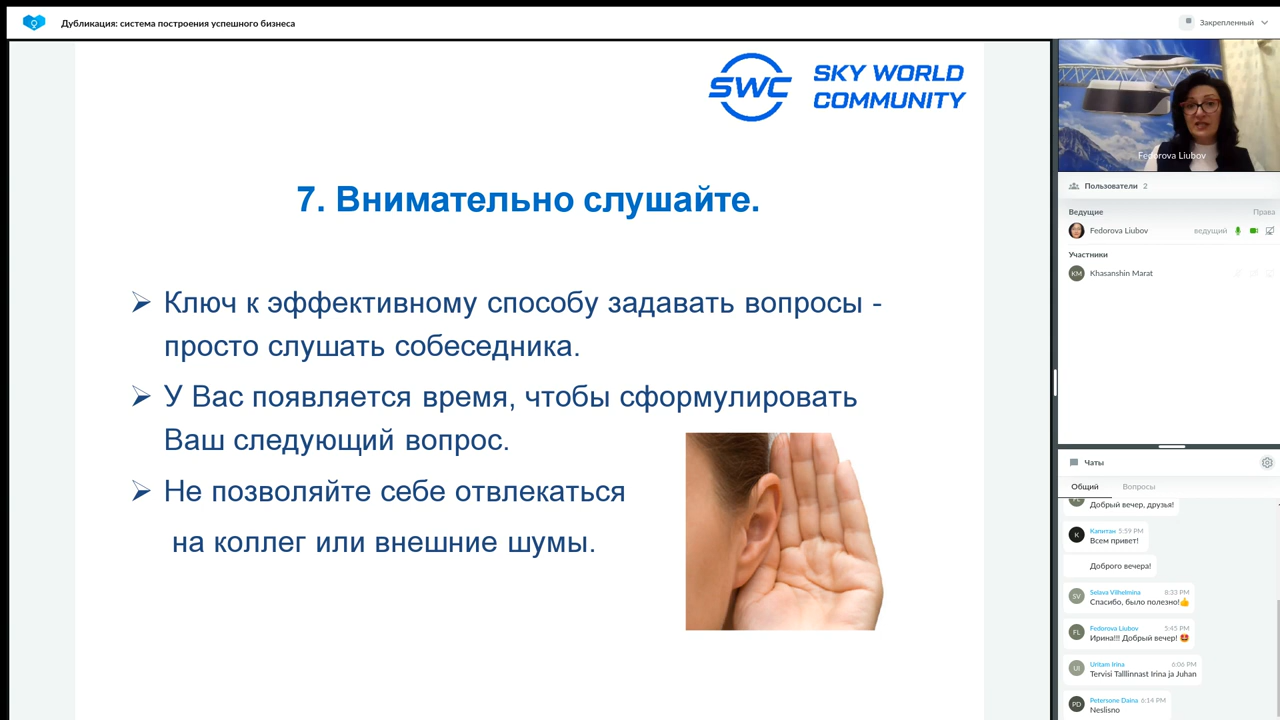 Дубликация: система построения успешного бизнеса
Закрепленный
SWC
SKY WORLD
COMMUNITY
7. Внимательно слушайте.
Ключ к эффективному способу задавать вопросы -
просто слушать собеседника.
У Вас появляется время, чтобы сформулировать
Ваш следующий вопрос.
Не позволяйте себе отвлекаться
на коллег или внешние шумы.
Fedorova Liubov
Пользователи 2
Ведущие Права
Fedorova Liubov ведущий
Участники
KM Khasanshin Marat
Чаты
Общий Вопросы
Добрый вечер, друзья!
K Капитан 5:59 PM
Всем привет!
Доброго вечера!
SV Selava Vilhelmina 8:33 PM
Спасибо, было полезно!👍
FL Fedorova Liubov 5:45 PM
Ирина!!! Добрый вечер! 🤩
UI Uritam Irina 6:06 PM
Tervisi Talllinnast Irina ja Juhan
PD Petersone Daina 6:14 PM
Neslisno